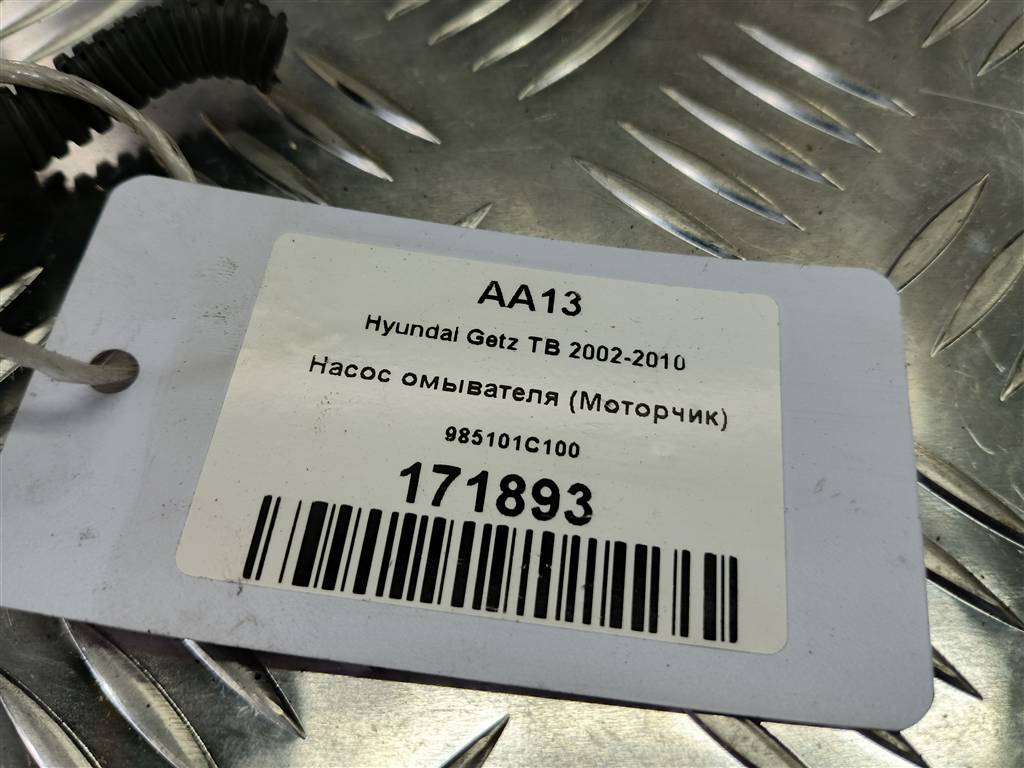 AA13
Hyundai Getz TB 2002-2010
Насос омывателя (Моторчик)
985101C100
171893